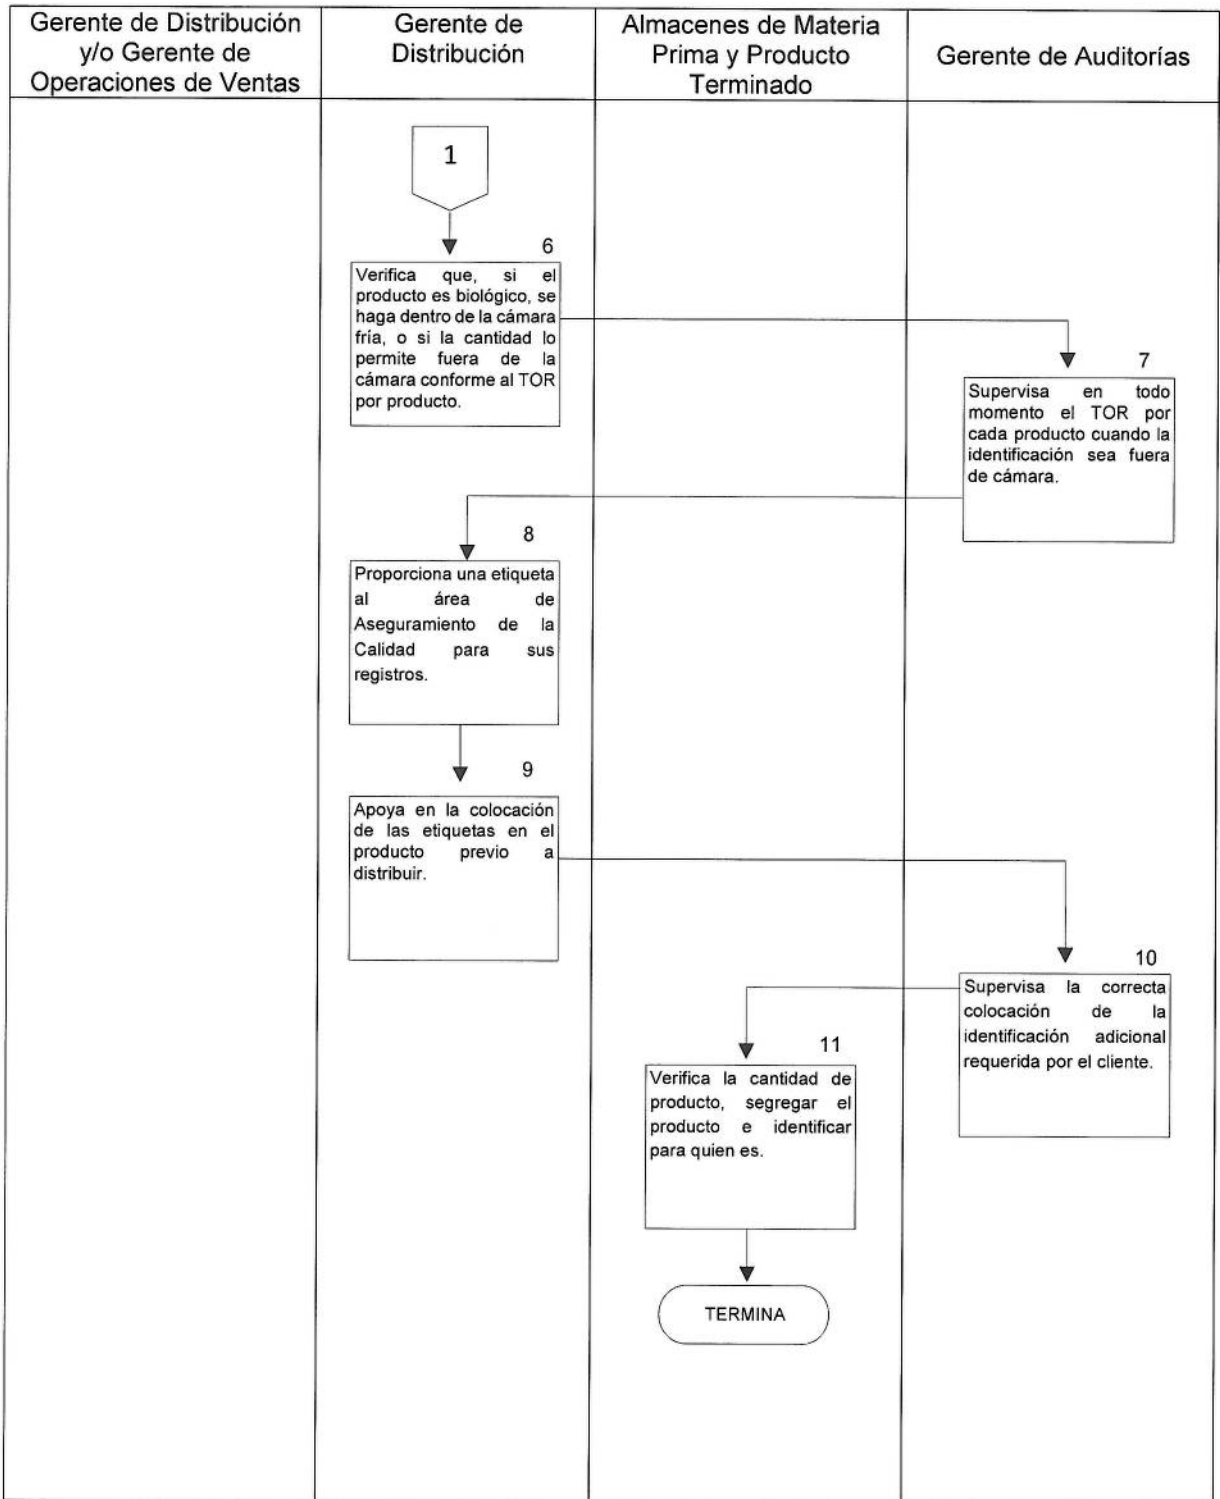 Gerente de Distribución
y/o Gerente de
Operaciones de Ventas
Gerente de
Distribución
Almacenes de Materia
Prima y Producto
Terminado
Gerente de Auditorías
1
6
Verifica que, si el
producto es biológico, se
haga dentro de la cámara
fría, o si la cantidad lo
permite fuera de la
cámara conforme al TOR
por producto.
7
Supervisa en todo
momento el TOR por
cada producto cuando la
identificación sea fuera
de cámara.
8
Proporciona una etiqueta
al área de
Aseguramiento de la
Calidad para sus
registros.
9
Apoya en la colocación
de las etiquetas en el
producto previo a
distribuir.
10
Supervisa la correcta
colocación de la
identificación adicional
requerida por el cliente.
11
Verifica la cantidad de
producto, segregar el
producto e identificar
para quien es.
TERMINA